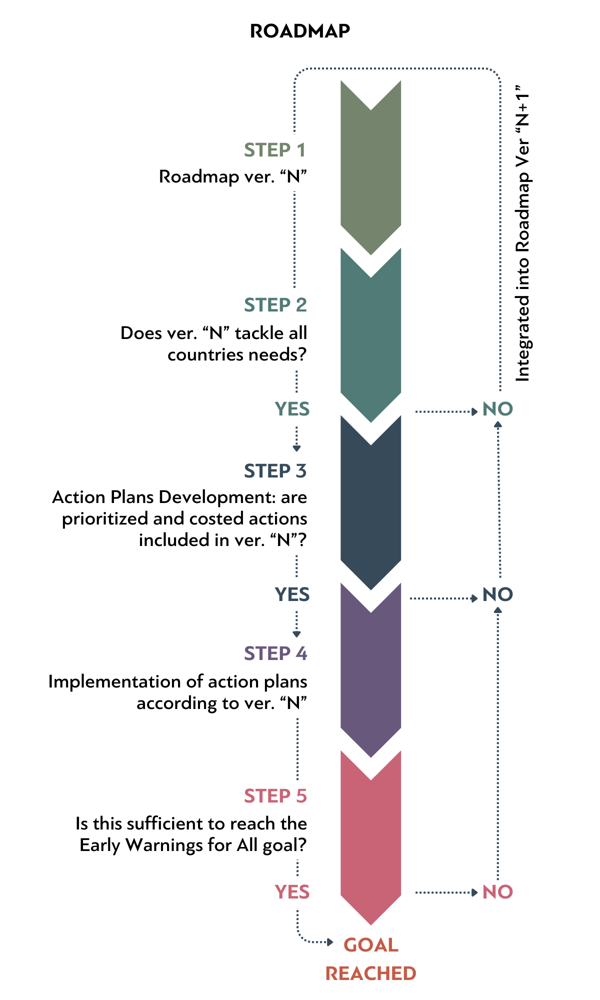 ROADMAP
STEP 1
Roadmap ver. “N”
Integrated into Roadmap Ver “N+1”
STEP 2
Does ver. “N” tackle all
countries needs?
YES
NO
STEP 3
Action Plans Development: are
prioritized and costed actions
included in ver. “N”?
YES
NO
STEP 4
Implementation of action plans
according to ver. “N”
STEP 5
Is this sufficient to reach the
Early Warnings for All goal?
YES
NO
GOAL
REACHED